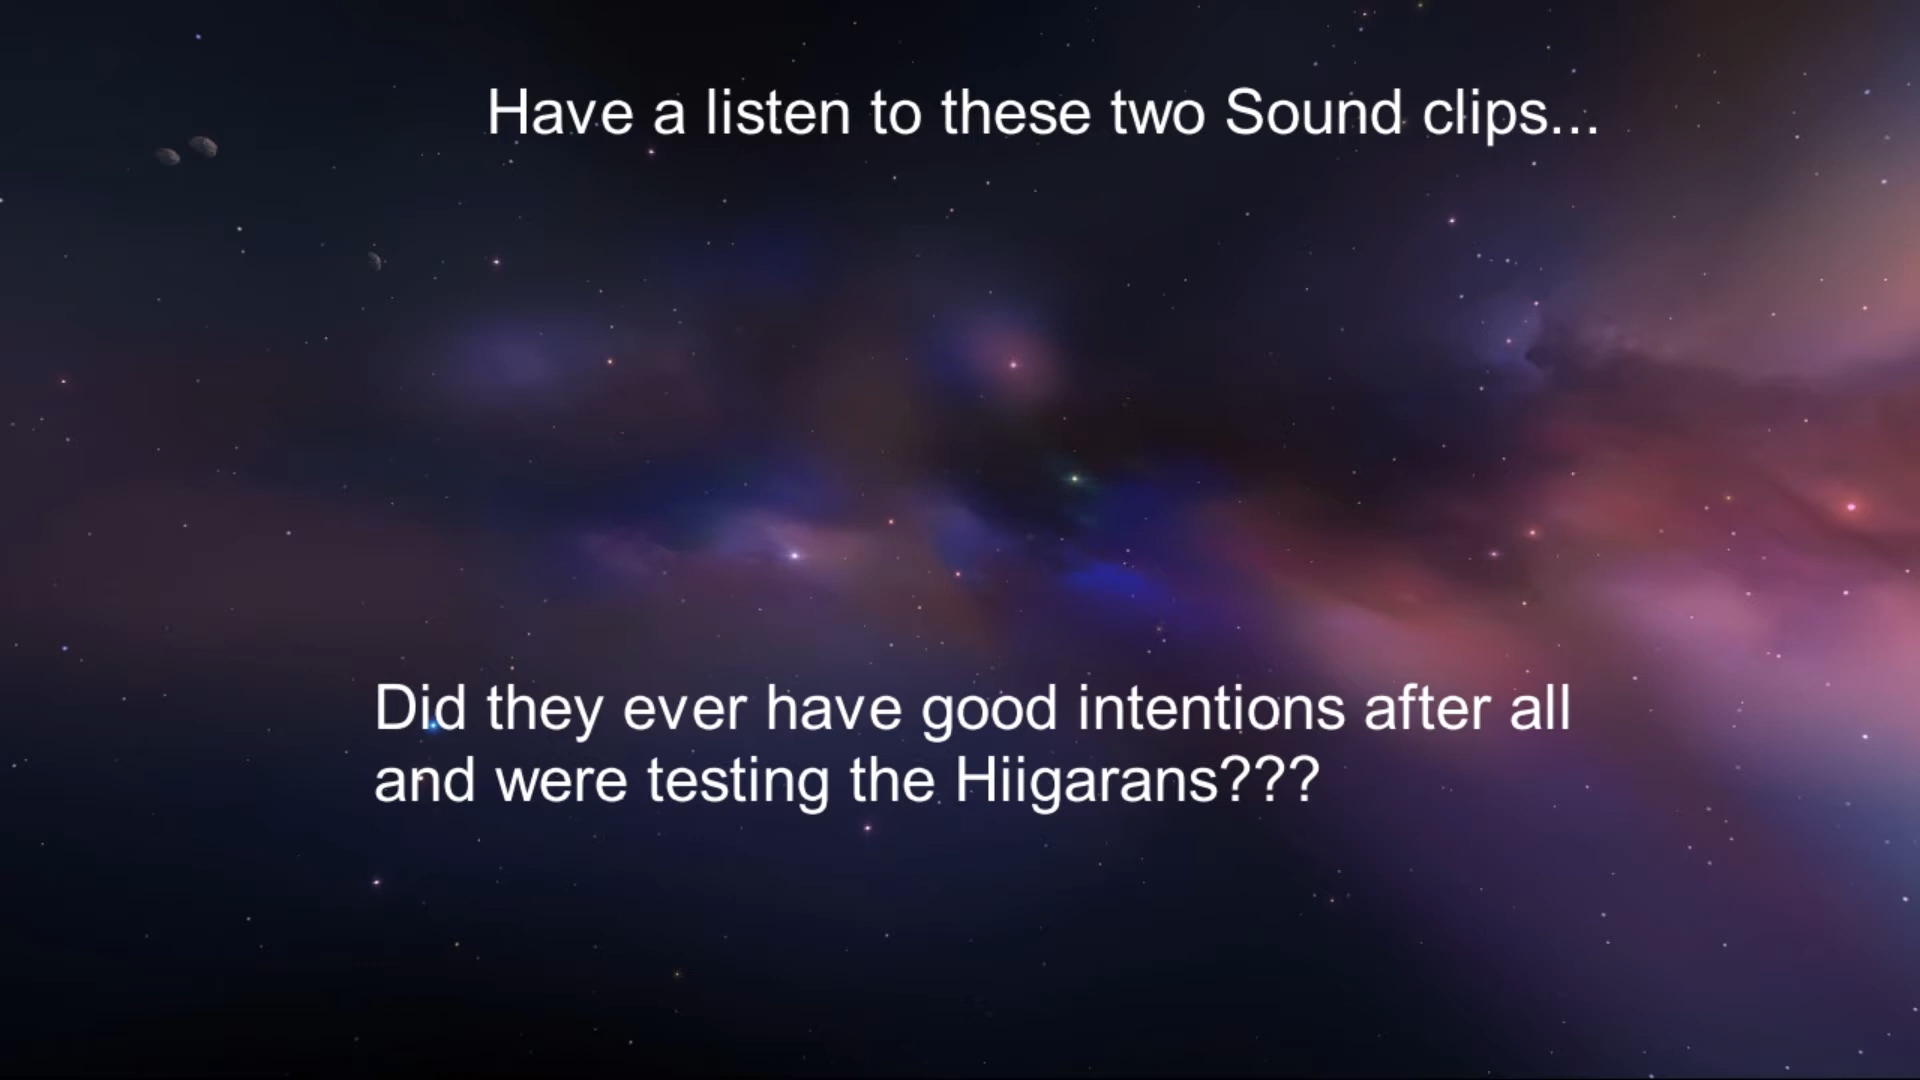 Have a listen to these two Sound clips...
Did they ever have good intentions after all
and were testing the Hiigarans???